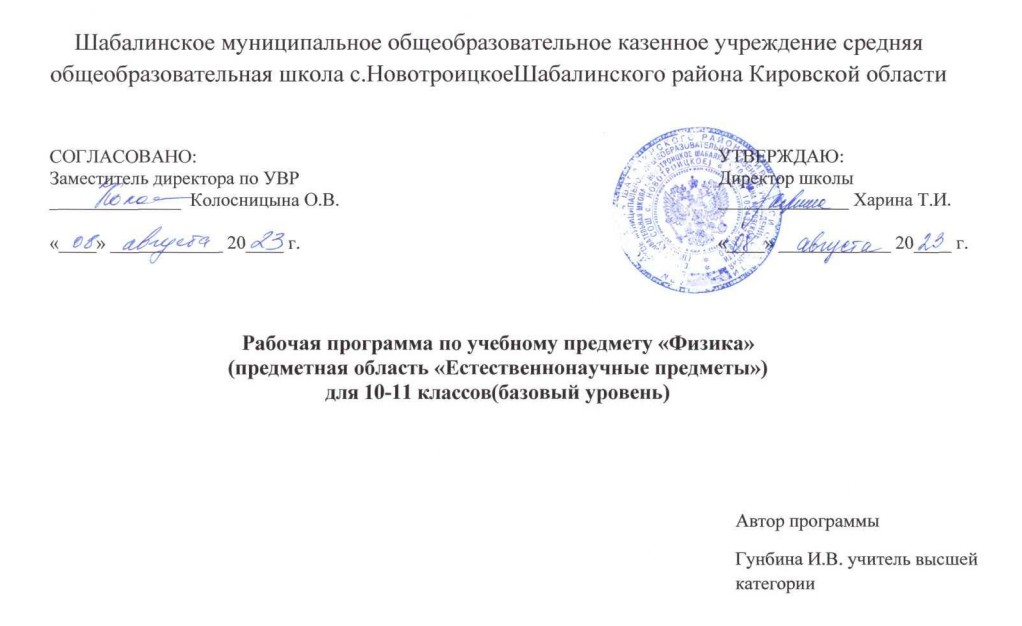 Шабалинское муниципальное общеобразовательное казенное учреждение средняя
общеобразовательная школа с.НовотроицкоеШабалинского района Кировской области
СОГЛАСОВАНО:
Заместитель директора по УВР
Колосницына О.В.
«08» августа 2023 г.
УТВЕРЖДАЮ:
Директор школы
Харина Т.И.
«08» августа 2023 г.
Рабочая программа по учебному предмету «Физика»
(предметная область «Естественнонаучные предметы»)
для 10-11 классов(базовый уровень)
Автор программы
Гунбина И.В. учитель высшей
категории